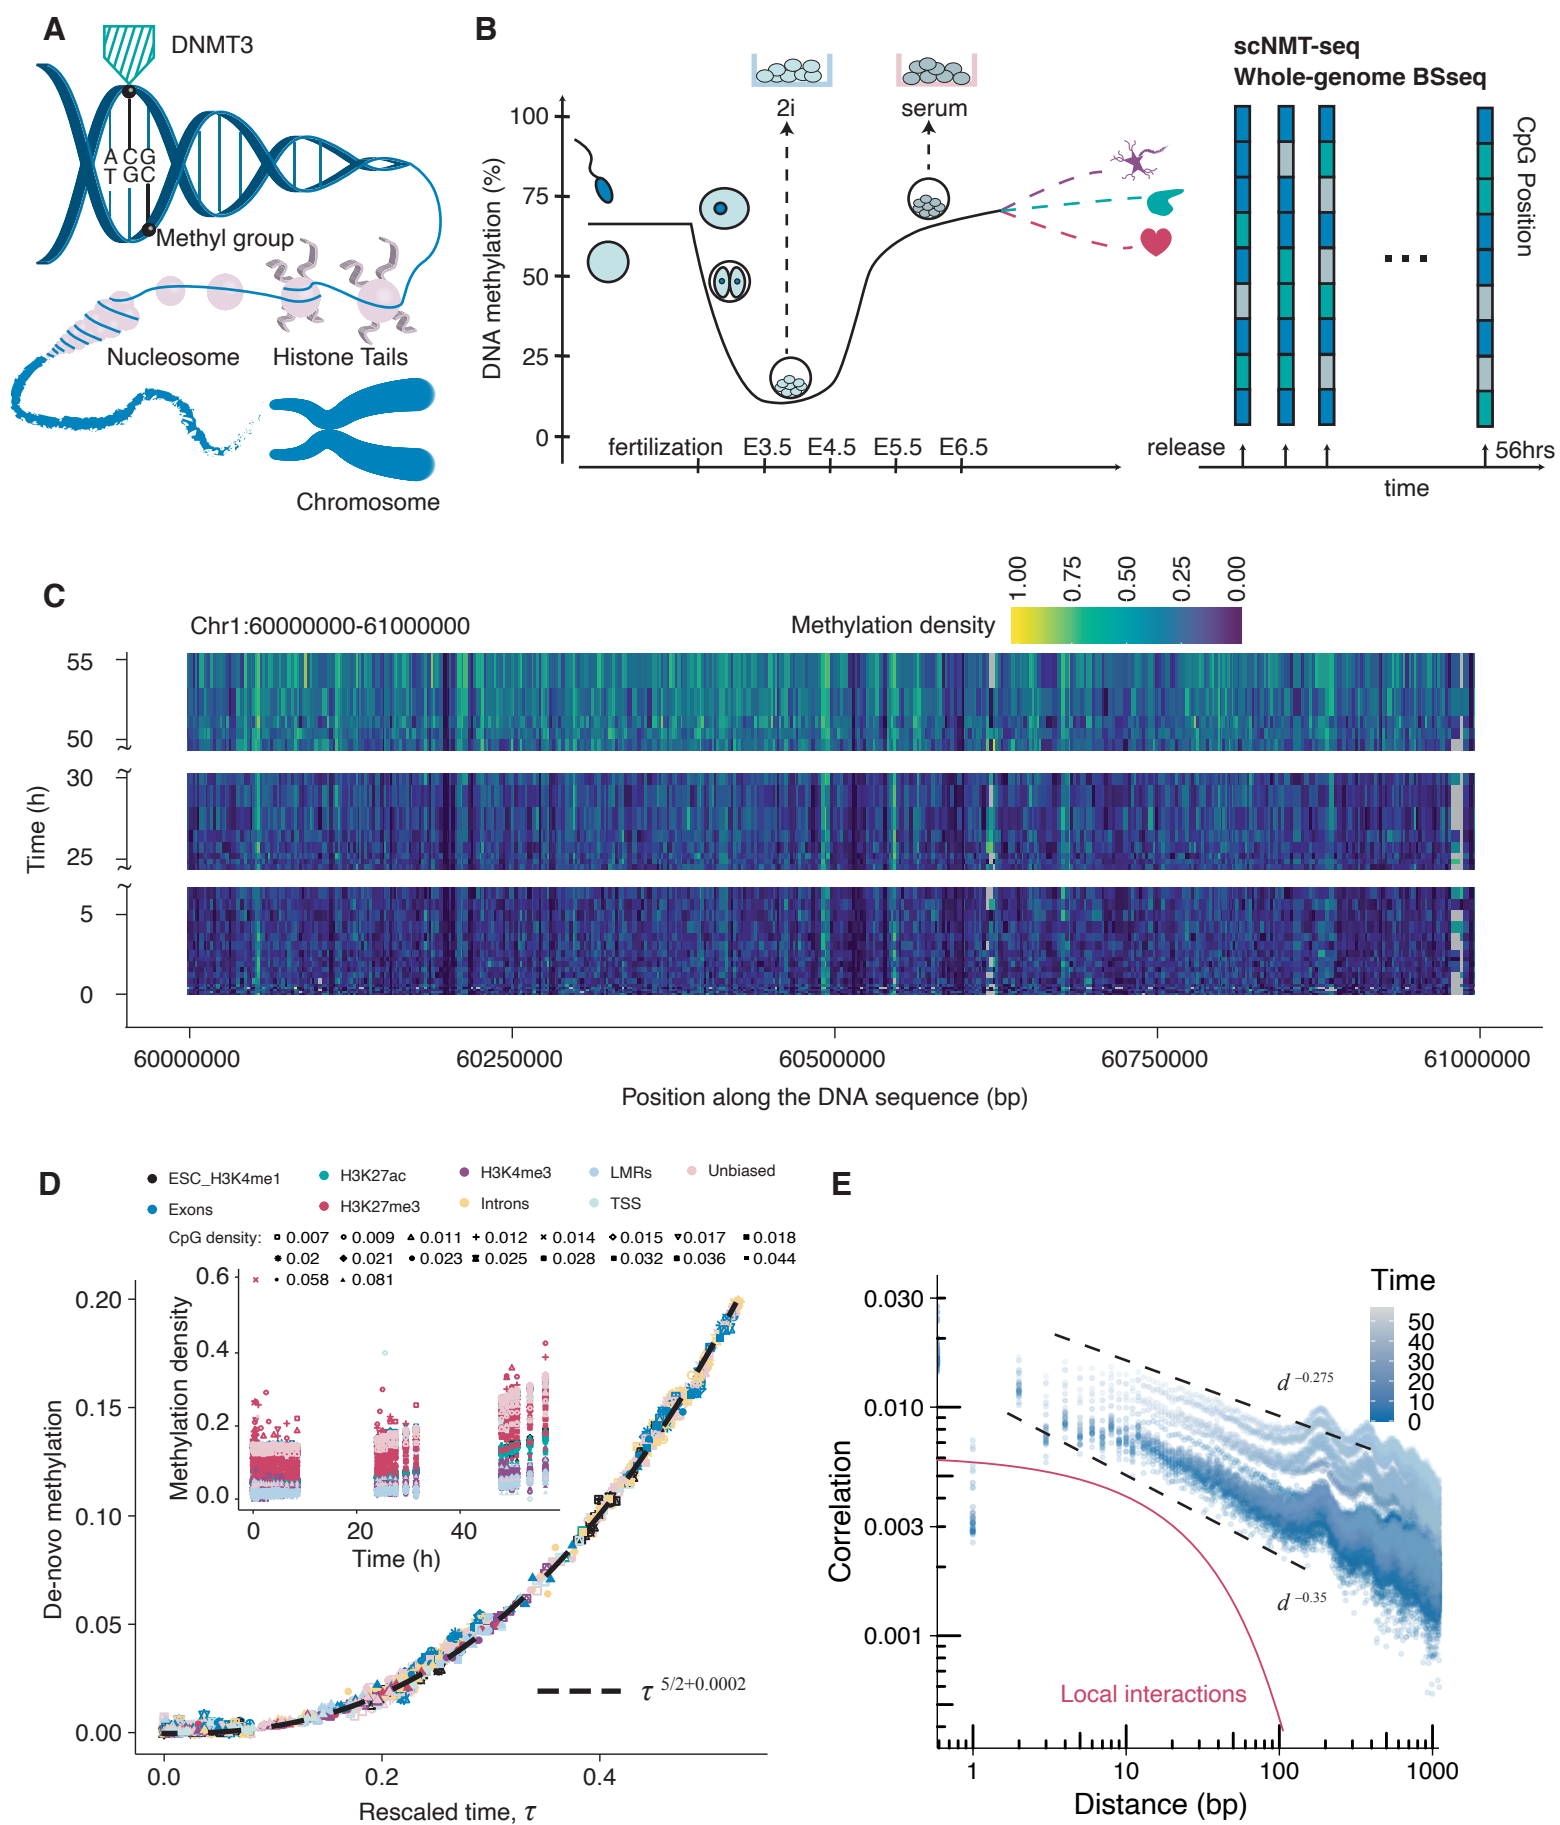 A
DNMT3
A CG
T GC
Methyl group
Nucleosome
Histone Tails
Chromosome
B
2i
serum
DNA methylation (%)
100
75
50
25
0
fertilization
E3.5
E4.5
E5.5
E6.5
scNMT-seq
Whole-genome BSseq
CpG Position
release
56hrs
time
C
Chr1:60000000-61000000
Methylation density
1.00
0.75
0.50
0.25
0.00
Time (h)
55
50
30
25
5
0
60000000
60250000
60500000
60750000
61000000
Position along the DNA sequence (bp)
D
ESC_H3K4me1
H3K27ac
H3K4me3
LMRs
Unbiased
Exons
H3K27me3
Introns
TSS
CpG density:
0.007
0.009
0.011
0.012
0.014
0.015
0.017
0.018
0.02
0.021
0.023
0.025
0.028
0.032
0.036
0.044
0.058
0.081
Methylation density
0.6
0.4
0.2
0.0
0
20
40
Time (h)
De-novo methylation
0.20
0.15
0.10
0.05
0.00
τ 5/2+0.0002
0.0
0.2
0.4
Rescaled time, τ
E
Time
50
40
30
20
10
0
Correlation
0.030
0.010
0.003
0.001
d −0.275
d −0.35
Local interactions
1
10
100
1000
Distance (bp)